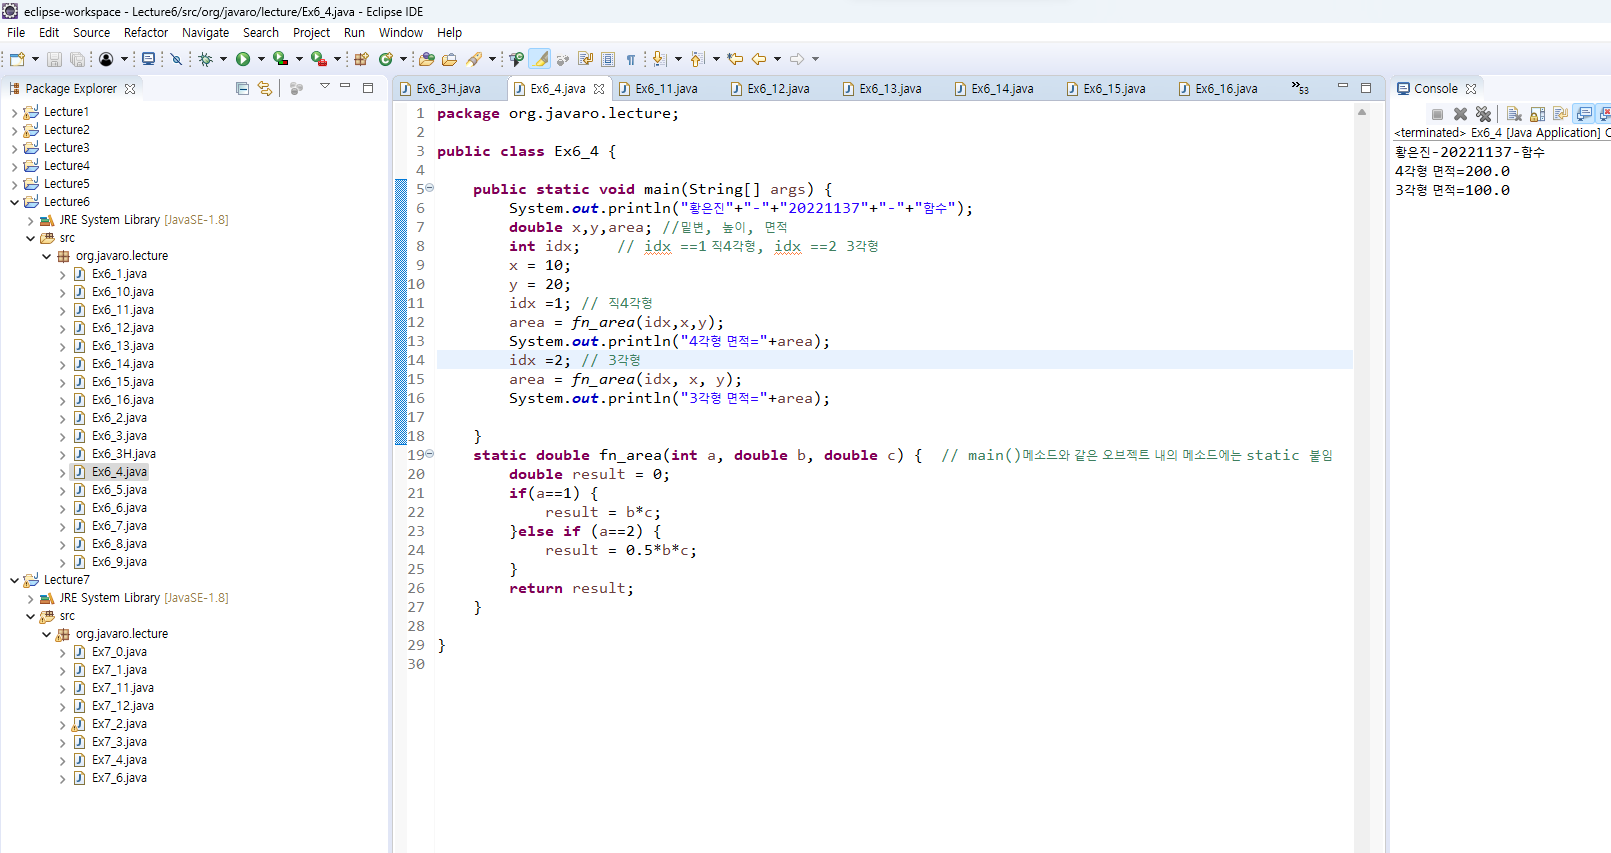 eclipse-workspace - Lecture6/src/org/javaro/lecture/Ex6_4.java - Eclipse IDE
File Edit Source Refactor Navigate Search Project Run Window Help
Package Explorer
Lecture1
Lecture2
Lecture3
Lecture4
Lecture5
Lecture6
JRE System Library [JavaSE-1.8]
src
org.javaro.lecture
Ex6_1.java
Ex6_10.java
Ex6_11.java
Ex6_12.java
Ex6_13.java
Ex6_14.java
Ex6_15.java
Ex6_16.java
Ex6_2.java
Ex6_3.java
Ex6_3H.java
Ex6_4.java
Ex6_5.java
Ex6_6.java
Ex6_7.java
Ex6_8.java
Ex6_9.java
Lecture7
JRE System Library [JavaSE-1.8]
src
org.javaro.lecture
Ex7_0.java
Ex7_1.java
Ex7_11.java
Ex7_12.java
Ex7_2.java
Ex7_3.java
Ex7_4.java
Ex7_6.java
Ex6_3H.java Ex6_4.java Ex6_11.java Ex6_12.java Ex6_13.java Ex6_14.java Ex6_15.java Ex6_16.java »53
1 package org.javaro.lecture;
2
3 public class Ex6_4 {
4
5 public static void main(String[] args) {
6 System.out.println("황은진"+"-"+"20221137"+"-"+"함수");
7 double x,y,area; //밑변, 높이, 면적
8 int idx; // idx ==1 직4각형, idx ==2 3각형
9 x = 10;
10 y = 20;
11 idx =1; // 직4각형
12 area = fn_area(idx,x,y);
13 System.out.println("4각형 면적="+area);
14 idx =2; // 3각형
15 area = fn_area(idx, x, y);
16 System.out.println("3각형 면적="+area);
17
18 }
19 static double fn_area(int a, double b, double c) { // main()메소드와 같은 오브젝트 내의 메소드에는 static 붙임
20 double result = 0;
21 if(a==1) {
22 result = b*c;
23 }else if (a==2) {
24 result = 0.5*b*c;
25 }
26 return result;
27 }
28
29 }
30
Console
<terminated> Ex6_4 [Java Application] C
황은진-20221137-함수
4각형 면적=200.0
3각형 면적=100.0